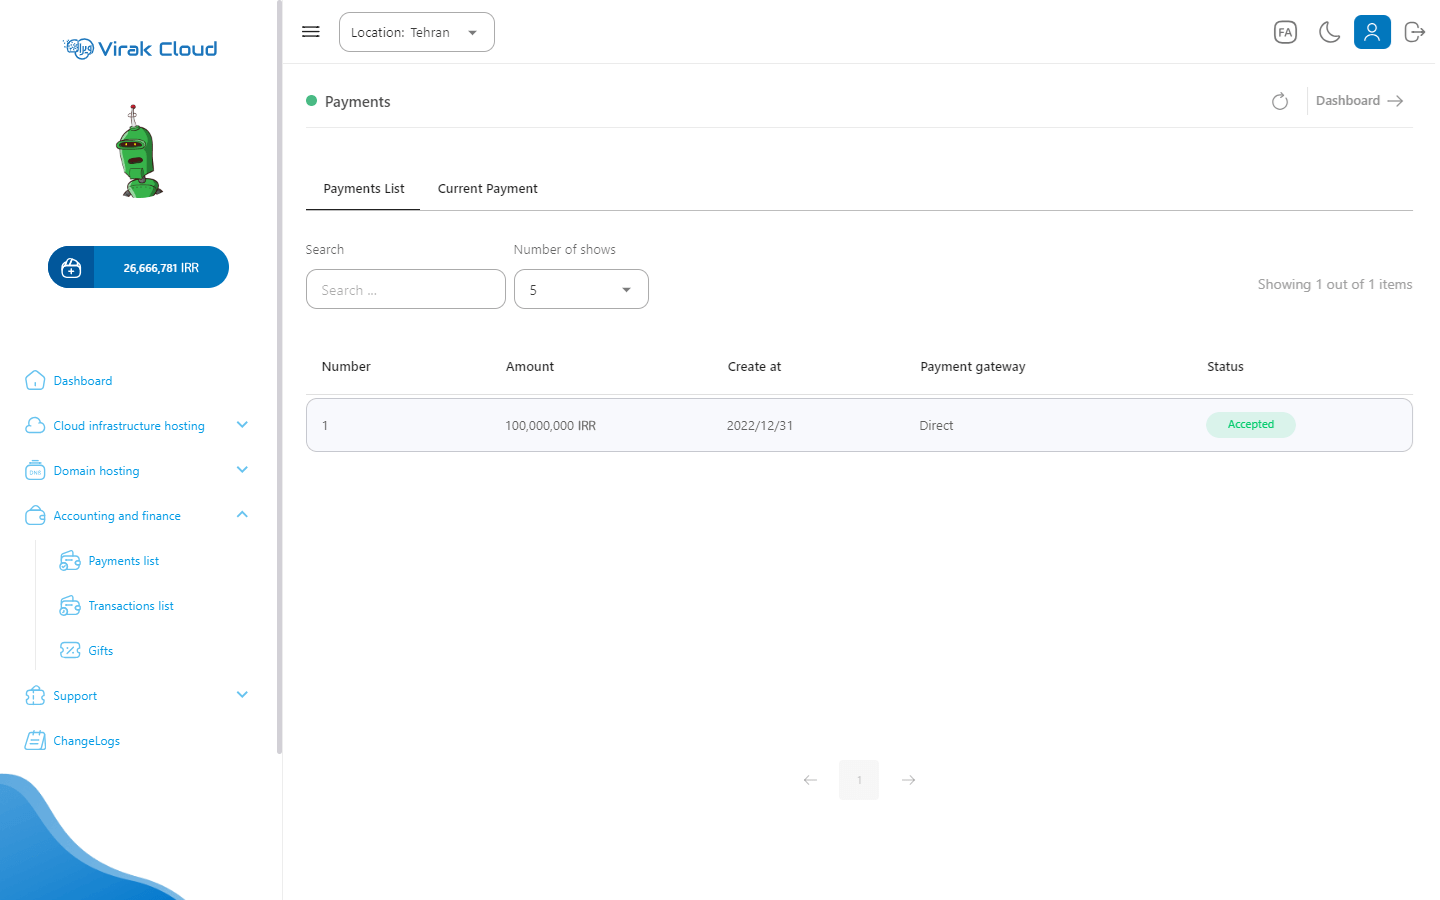 Virak Cloud
26,666,781 IRR
Dashboard
Cloud infrastructure hosting
Domain hosting
DNS
Accounting and finance
Payments list
Transactions list
Gifts
Support
ChangeLogs
Location: Tehran
FA
Payments
Dashboard
Payments List
Current Payment
Search
Number of shows
Search ...
5
Showing 1 out of 1 items
Number Amount Create at Payment gateway Status
1 100,000,000 IRR 2022/12/31 Direct Accepted
1